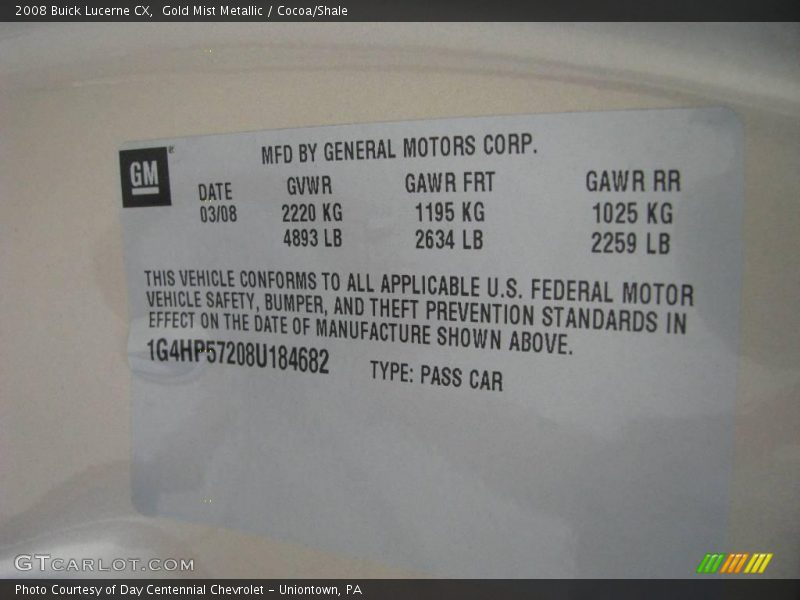 2008 Buick Lucerne CX,  Gold Mist Metallic / Cocoa/Shale
GM
MFD BY GENERAL MOTORS CORP.
DATE GVWR GAWR FRT GAWR RR
03/08 2220 KG 1195 KG 1025 KG
4893 LB 2634 LB 2259 LB
THIS VEHICLE CONFORMS TO ALL APPLICABLE U.S. FEDERAL MOTOR
VEHICLE SAFETY, BUMPER, AND THEFT PREVENTION STANDARDS IN
EFFECT ON THE DATE OF MANUFACTURE SHOWN ABOVE.
1G4HP57208U184682 TYPE: PASS CAR
GTCARLOT.COM
Photo Courtesy of Day Centennial Chevrolet – Uniontown, PA